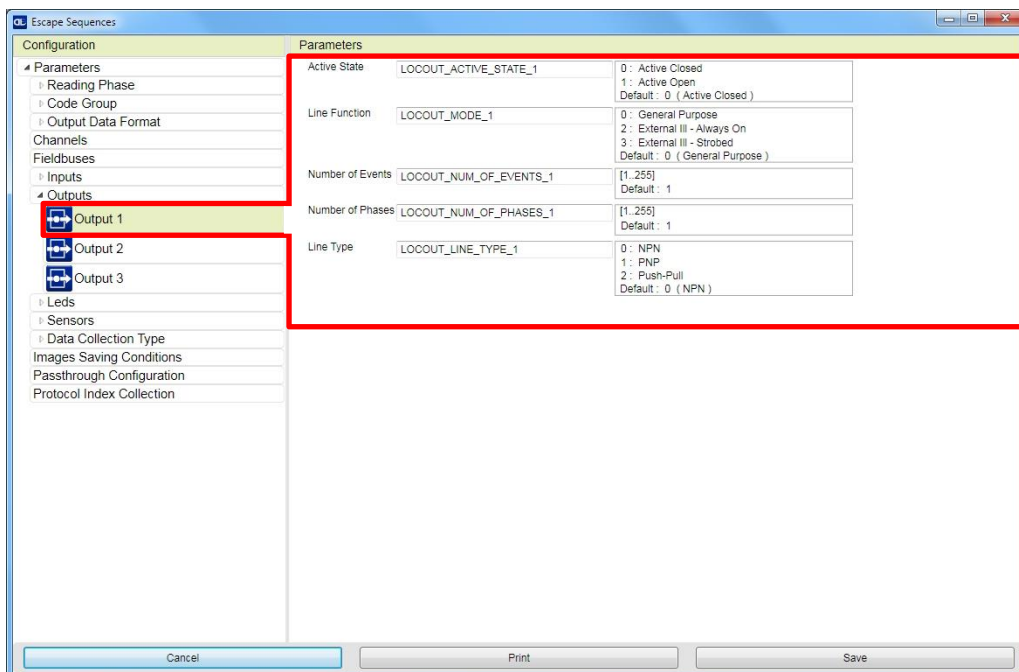 Escape Sequences
Configuration
Parameters
Reading Phase
Code Group
Output Data Format
Channels
Fieldbuses
Inputs
Outputs
Output 1
Output 2
Output 3
Leds
Sensors
Data Collection Type
Images Saving Conditions
Passthrough Configuration
Protocol Index Collection
Parameters
Active State LOCOUT_ACTIVE_STATE_1
0 : Active Closed
1 : Active Open
Default : 0 ( Active Closed )
Line Function LOCOUT_MODE_1
0 : General Purpose
2 : External Ill - Always On
3 : External Ill - Strobed
Default : 0 ( General Purpose )
Number of Events LOCOUT_NUM_OF_EVENTS_1
[1..255]
Default : 1
Number of Phases LOCOUT_NUM_OF_PHASES_1
[1..255]
Default : 1
Line Type LOCOUT_LINE_TYPE_1
0 : NPN
1 : PNP
2 : Push-Pull
Default : 0 ( NPN )
Cancel Print Save